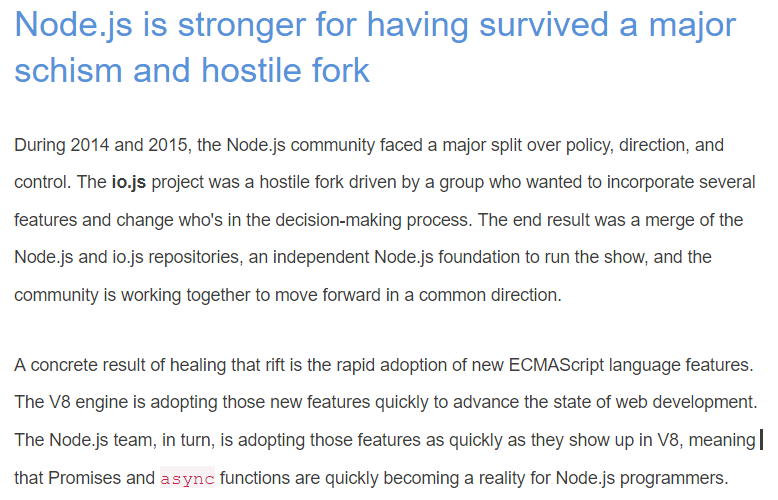 Node.js is stronger for having survived a major
schism and hostile fork
During 2014 and 2015, the Node.js community faced a major split over policy, direction, and
control. The io.js project was a hostile fork driven by a group who wanted to incorporate several
features and change who's in the decision-making process. The end result was a merge of the
Node.js and io.js repositories, an independent Node.js foundation to run the show, and the
community is working together to move forward in a common direction.
A concrete result of healing that rift is the rapid adoption of new ECMAScript language features.
The V8 engine is adopting those new features quickly to advance the state of web development.
The Node.js team, in turn, is adopting those features as quickly as they show up in V8, meaning
that Promises and async functions are quickly becoming a reality for Node.js programmers.